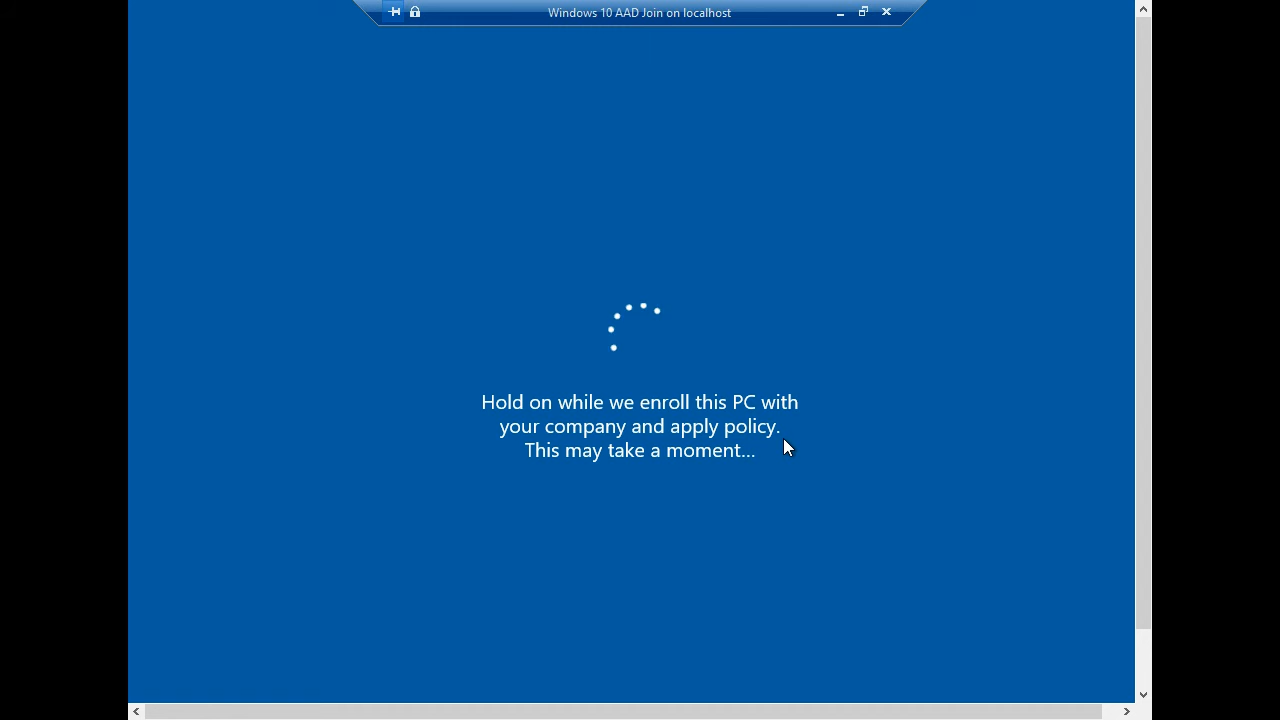 Windows 10 AAD Join on localhost
Hold on while we enroll this PC with
your company and apply policy.
This may take a moment...